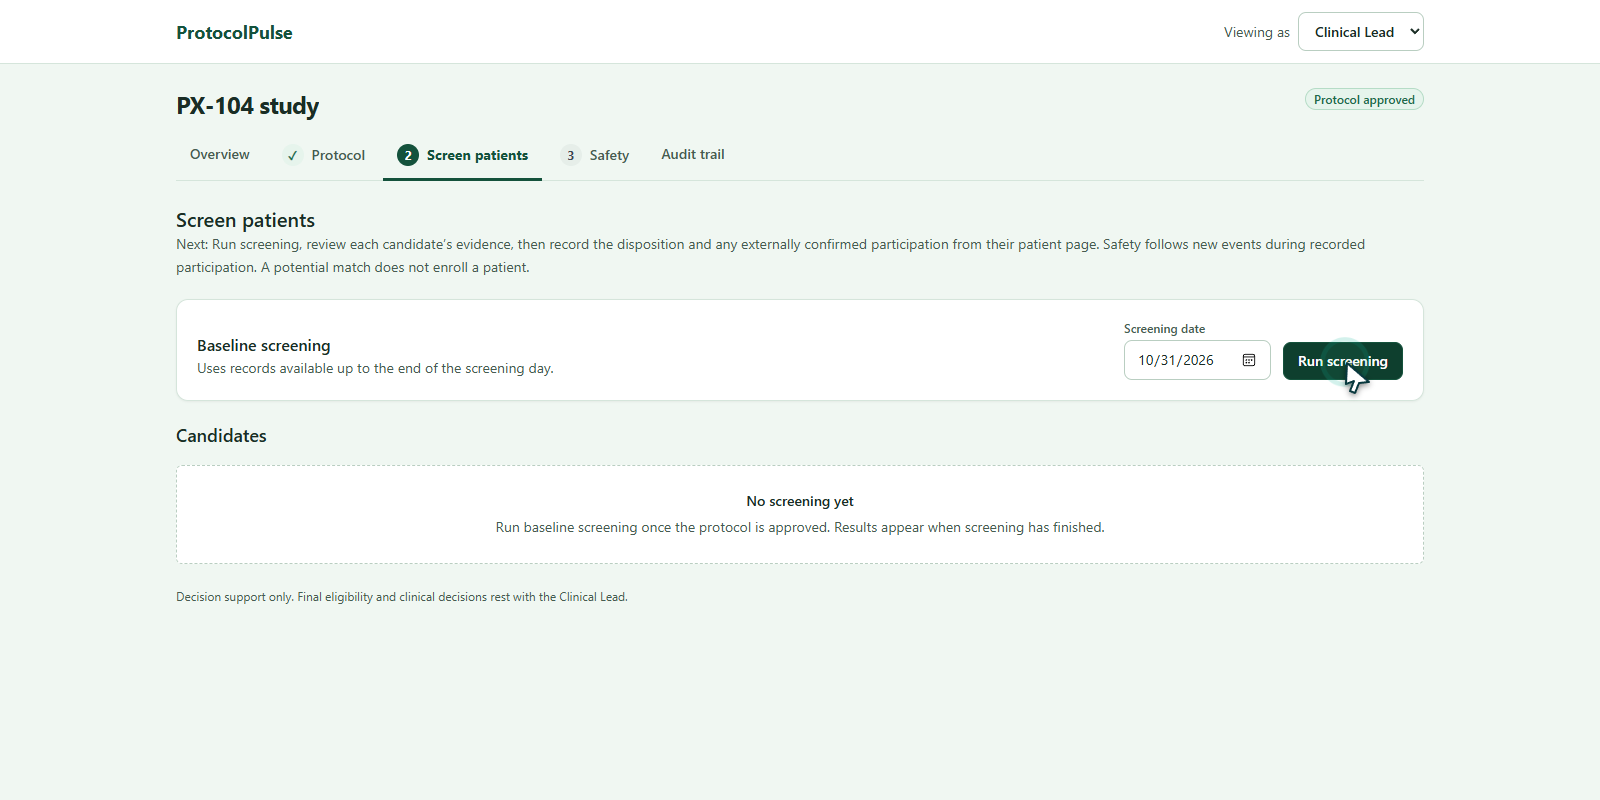 ProtocolPulse
Viewing as
Clinical Lead
PX-104 study
Protocol approved
Overview
✓ Protocol
2 Screen patients
3 Safety
Audit trail
Screen patients
Next: Run screening, review each candidate’s evidence, then record the disposition and any externally confirmed participation from their patient page. Safety follows new events during recorded
participation. A potential match does not enroll a patient.
Screening date
Baseline screening
Uses records available up to the end of the screening day.
10/31/2026
Run screening
Candidates
No screening yet
Run baseline screening once the protocol is approved. Results appear when screening has finished.
Decision support only. Final eligibility and clinical decisions rest with the Clinical Lead.